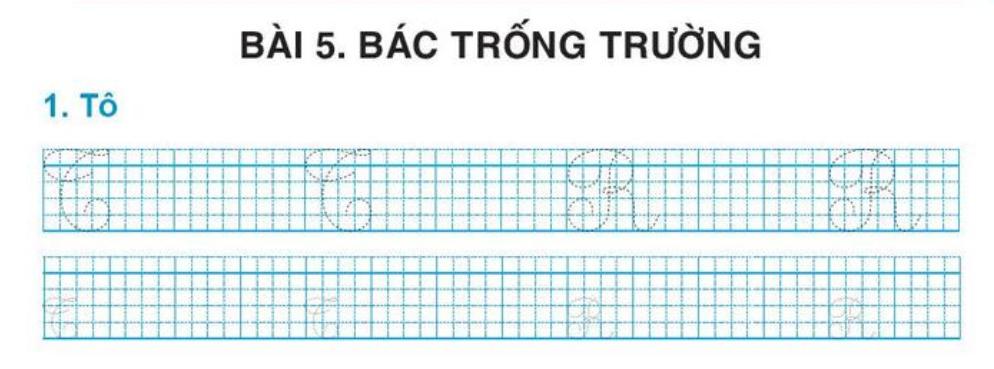 BÀI 5. BÁC TRỐNG TRƯỜNG
1. Tô
T T R R
T T R R